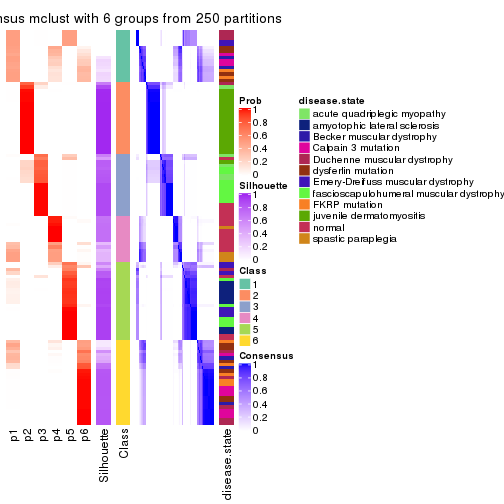 sus mclust with 6 groups from 250 partitions
Prob
1
0.8
0.6
0.4
0.2
0
Silhouette
1
0.8
0.6
0.4
0.2
0
Class
1
2
3
4
5
6
Consensus
1
0.8
0.6
0.4
0.2
0
disease.state
acute quadriplegic myopathy
amyotophic lateral sclerosis
Becker muscular dystrophy
Calpain 3 mutation
Duchenne muscular dystrophy
dysferlin mutation
Emery-Dreifuss muscular dystrophy
fascioscapulohumeral muscular dystrophy
FKRP mutation
juvenile dermatomyositis
normal
spastic paraplegia
p1
p2
p3
p4
p5
p6
Silhouette
Class
disease.state